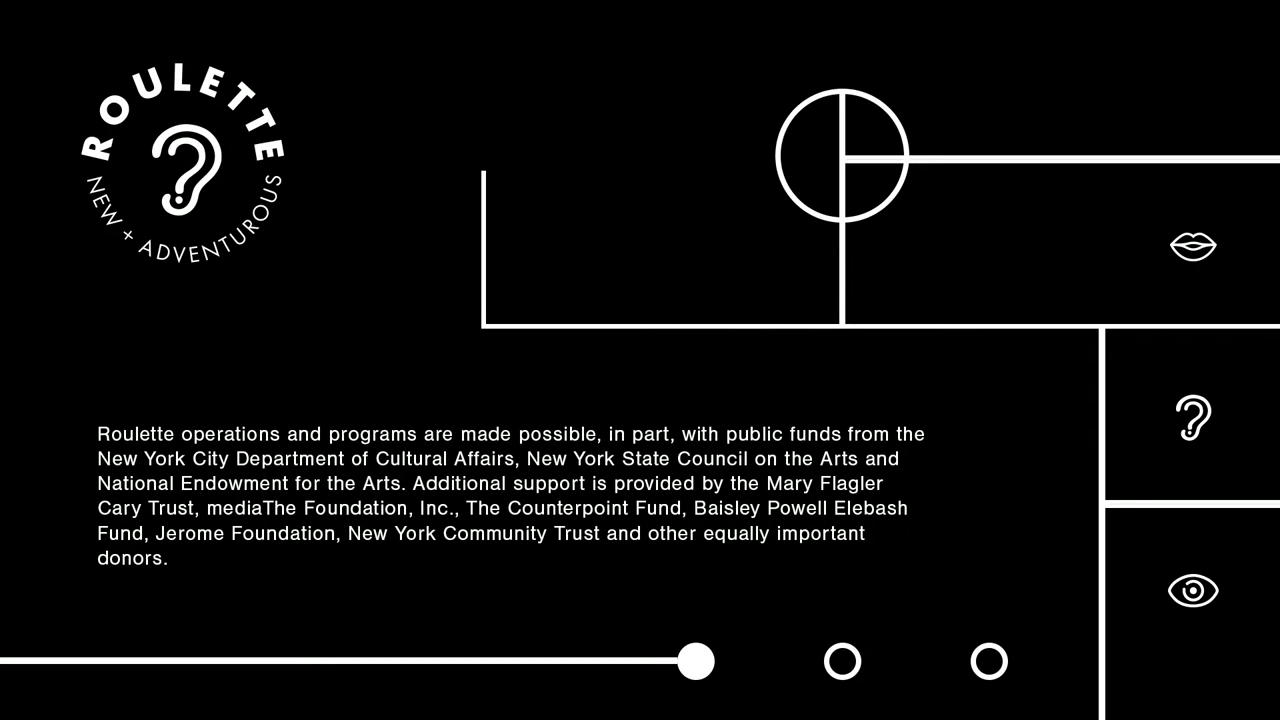 ROULETTE
NEW + ADVENTUROUS
Roulette operations and programs are made possible, in part, with public funds from the
New York City Department of Cultural Affairs, New York State Council on the Arts and
National Endowment for the Arts. Additional support is provided by the Mary Flagler
Cary Trust, mediaThe Foundation, Inc., The Counterpoint Fund, Baisley Powell Elebash
Fund, Jerome Foundation, New York Community Trust and other equally important
donors.